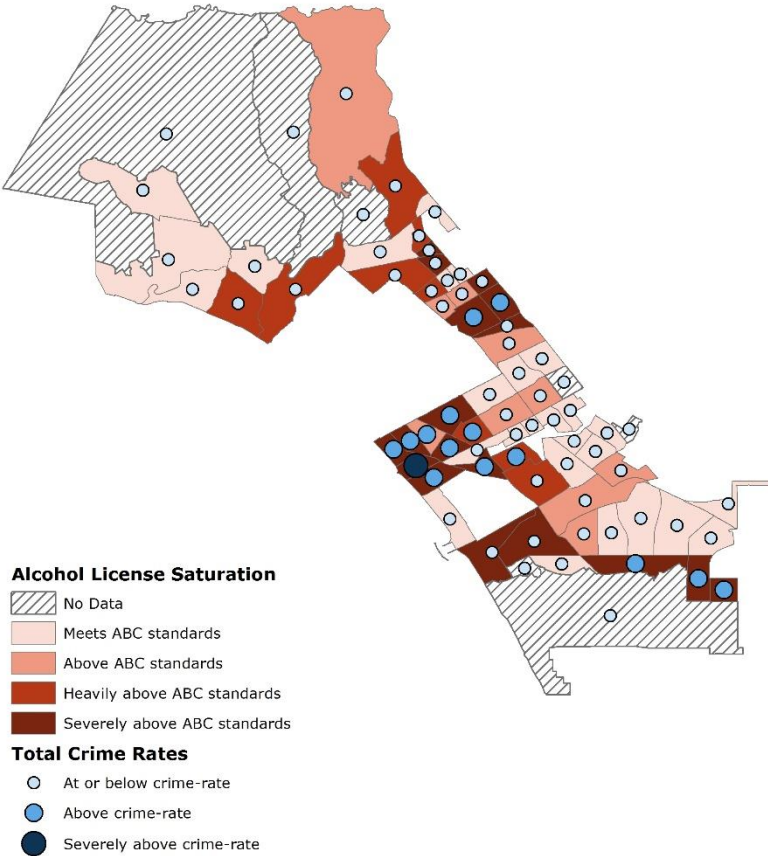 Alcohol License Saturation
No Data
Meets ABC standards
Above ABC standards
Heavily above ABC standards
Severely above ABC standards
Total Crime Rates
At or below crime-rate
Above crime-rate
Severely above crime-rate